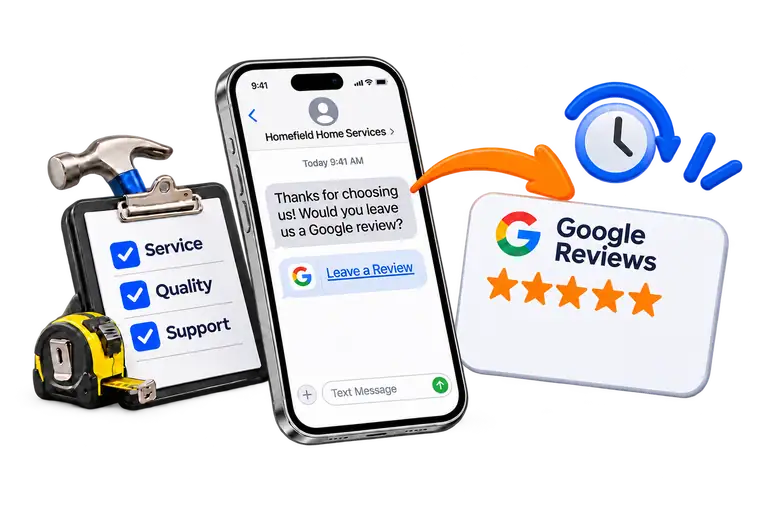 Service
Quality
Support
9:41
Homefield Home Services >
Today 9:41 AM
Thanks for choosing
us! Would you leave
us a Google review?
G Leave a Review
Text Message
G Google
Reviews